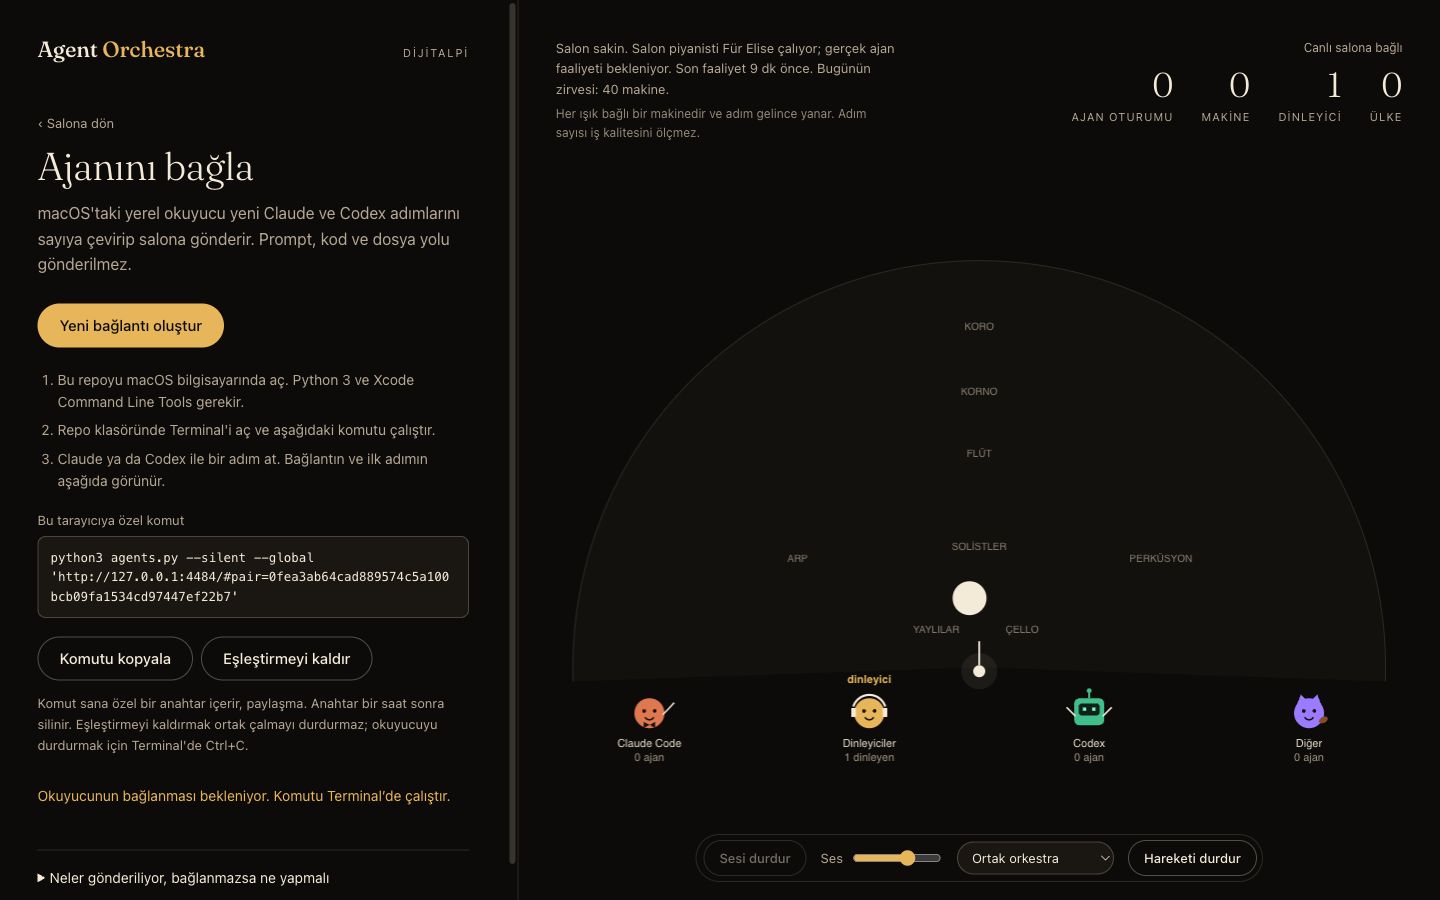 Agent Orchestra
DİJİTALPİ
‹ Salona dön
Ajanını bağla
macOS'taki yerel okuyucu yeni Claude ve Codex adımlarını
sayıya çevirip salona gönderir. Prompt, kod ve dosya yolu
gönderilmez.
Yeni bağlantı oluştur
1. Bu repoyu macOS bilgisayarında aç. Python 3 ve Xcode
Command Line Tools gerekir.
2. Repo klasöründe Terminal'i aç ve aşağıdaki komutu çalıştır.
3. Claude ya da Codex ile bir adım at. Bağlantın ve ilk adımın
aşağıda görünür.
Bu tarayıcıya özel komut
python3 agents.py --silent --global
'http://127.0.0.1:4484/#pair=0fea3ab64cad889574c5a100
bcb09fa1534cd97447ef22b7'
Komutu kopyala
Eşleştirmeyi kaldır
Komut sana özel bir anahtar içerir, paylaşma. Anahtar bir saat sonra
silinir. Eşleştirmeyi kaldırmak ortak çalmayı durdurmaz; okuyucuyu
durdurmak için Terminal'de Ctrl+C.
Okuyucunun bağlanması bekleniyor. Komutu Terminal’de çalıştır.
▶ Neler gönderiliyor, bağlanmazsa ne yapmalı
Salon sakin. Salon piyanisti Für Elise çalıyor; gerçek ajan
faaliyeti bekleniyor. Son faaliyet 9 dk önce. Bugünün
zirvesi: 40 makine.
Her ışık bağlı bir makinedir ve adım gelince yanar. Adım
sayısı iş kalitesini ölçmez.
Canlı salona bağlı
0 0 1 0
AJAN OTURUMU MAKİNE DİNLEYİCİ ÜLKE
KORO
KORNO
FLÜT
SOLİSTLER
ARP
PERKÜSYON
YAYLILAR
ÇELLO
dinleyici
Claude Code
0 ajan
Dinleyiciler
1 dinleyen
Codex
0 ajan
Diğer
0 ajan
Sesi durdur
Ses
Ortak orkestra
Hareketi durdur